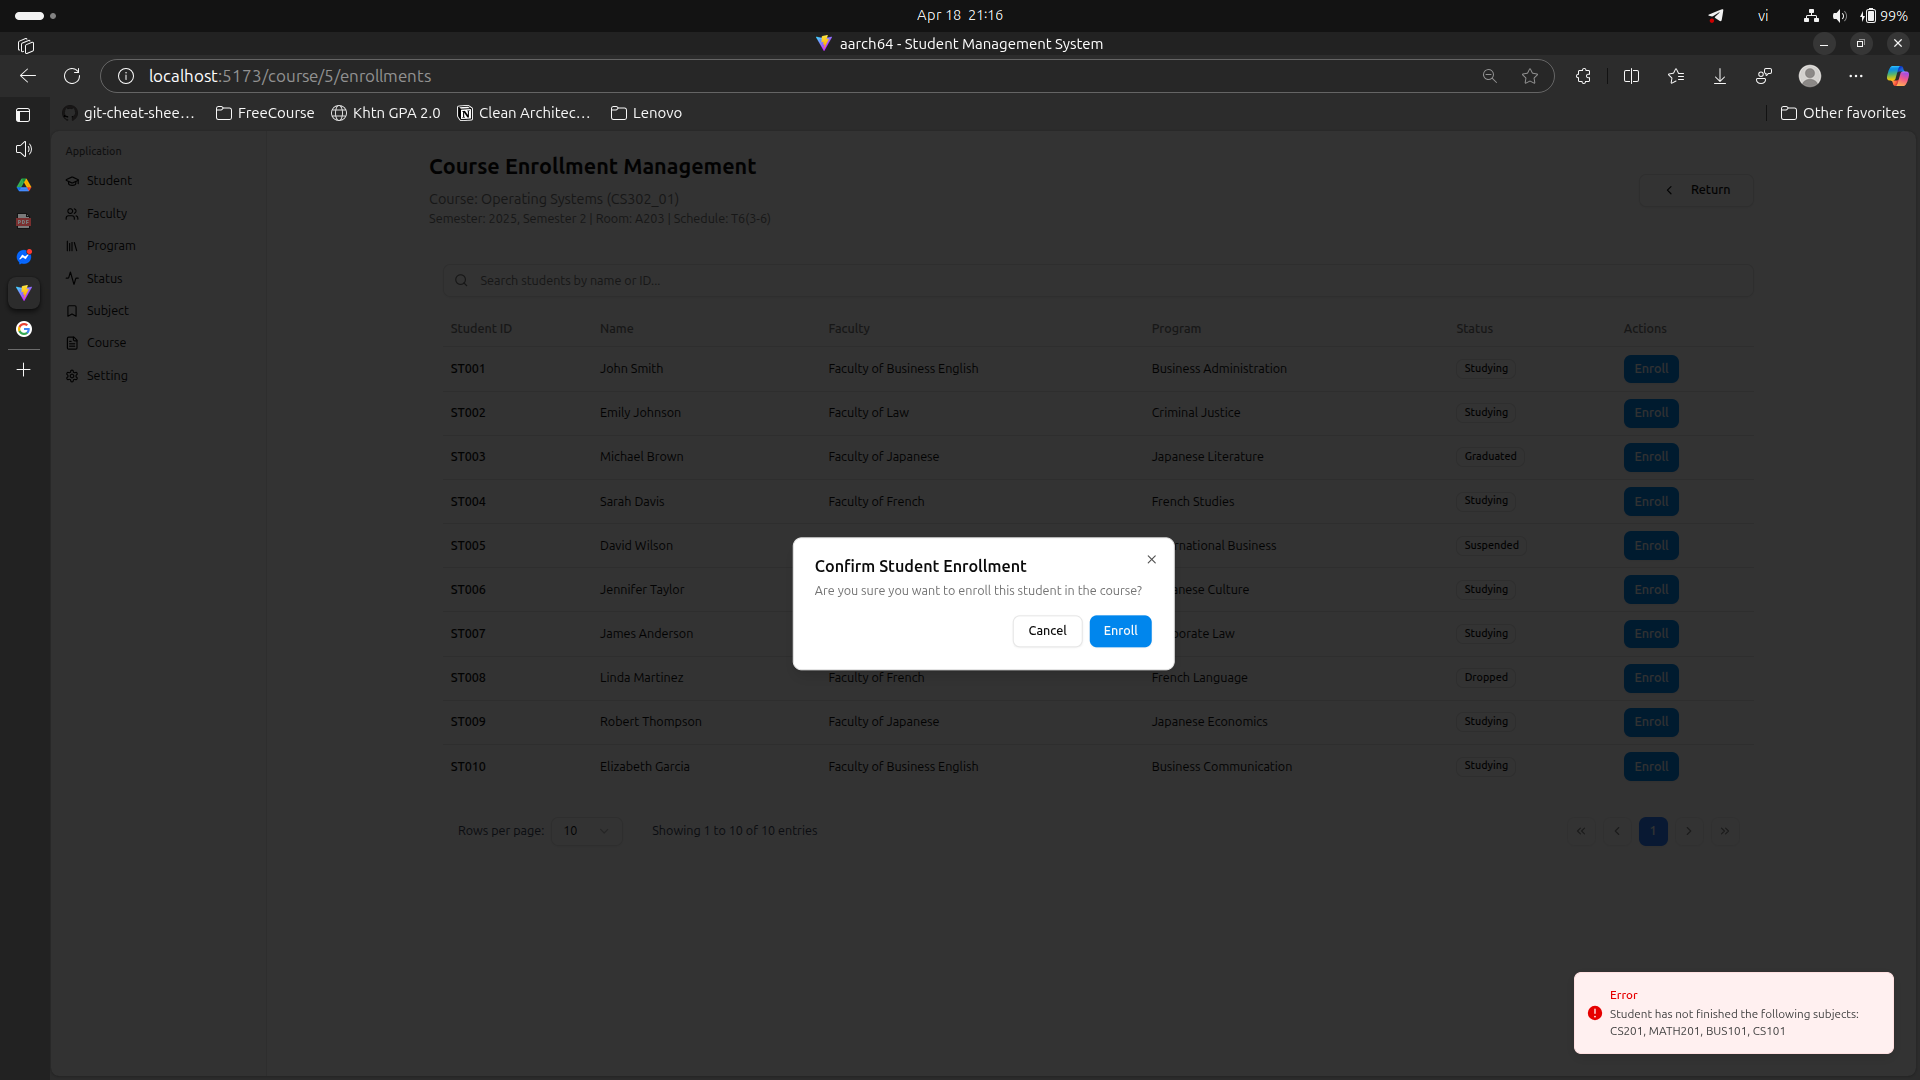 Apr 18 21:16
vi
99%
aarch64 - Student Management System
localhost:5173/course/5/enrollments
git-cheat-shee...
FreeCourse
Khtn GPA 2.0
Clean Architec...
Lenovo
Other favorites
Application
Student
Faculty
Program
Status
Subject
Course
Setting
Course Enrollment Management
Course: Operating Systems (CS302_01)
Semester: 2025, Semester 2 | Room: A203 | Schedule: T6(3-6)
Return
Search students by name or ID...
Student ID Name Faculty Program Status Actions
ST001 John Smith Faculty of Business English Business Administration Studying Enroll
ST002 Emily Johnson Faculty of Law Criminal Justice Studying Enroll
ST003 Michael Brown Faculty of Japanese Japanese Literature Graduated Enroll
ST004 Sarah Davis Faculty of French French Studies Studying Enroll
ST005 David Wilson rnational Business Suspended Enroll
ST006 Jennifer Taylor nese Culture Studying Enroll
ST007 James Anderson porate Law Studying Enroll
ST008 Linda Martinez Faculty of French French Language Dropped Enroll
ST009 Robert Thompson Faculty of Japanese Japanese Economics Studying Enroll
ST010 Elizabeth Garcia Faculty of Business English Business Communication Studying Enroll
Confirm Student Enrollment
Are you sure you want to enroll this student in the course?
Cancel Enroll
Rows per page: 10 Showing 1 to 10 of 10 entries
« ‹ 1 › »
Error
Student has not finished the following subjects:
CS201, MATH201, BUS101, CS101